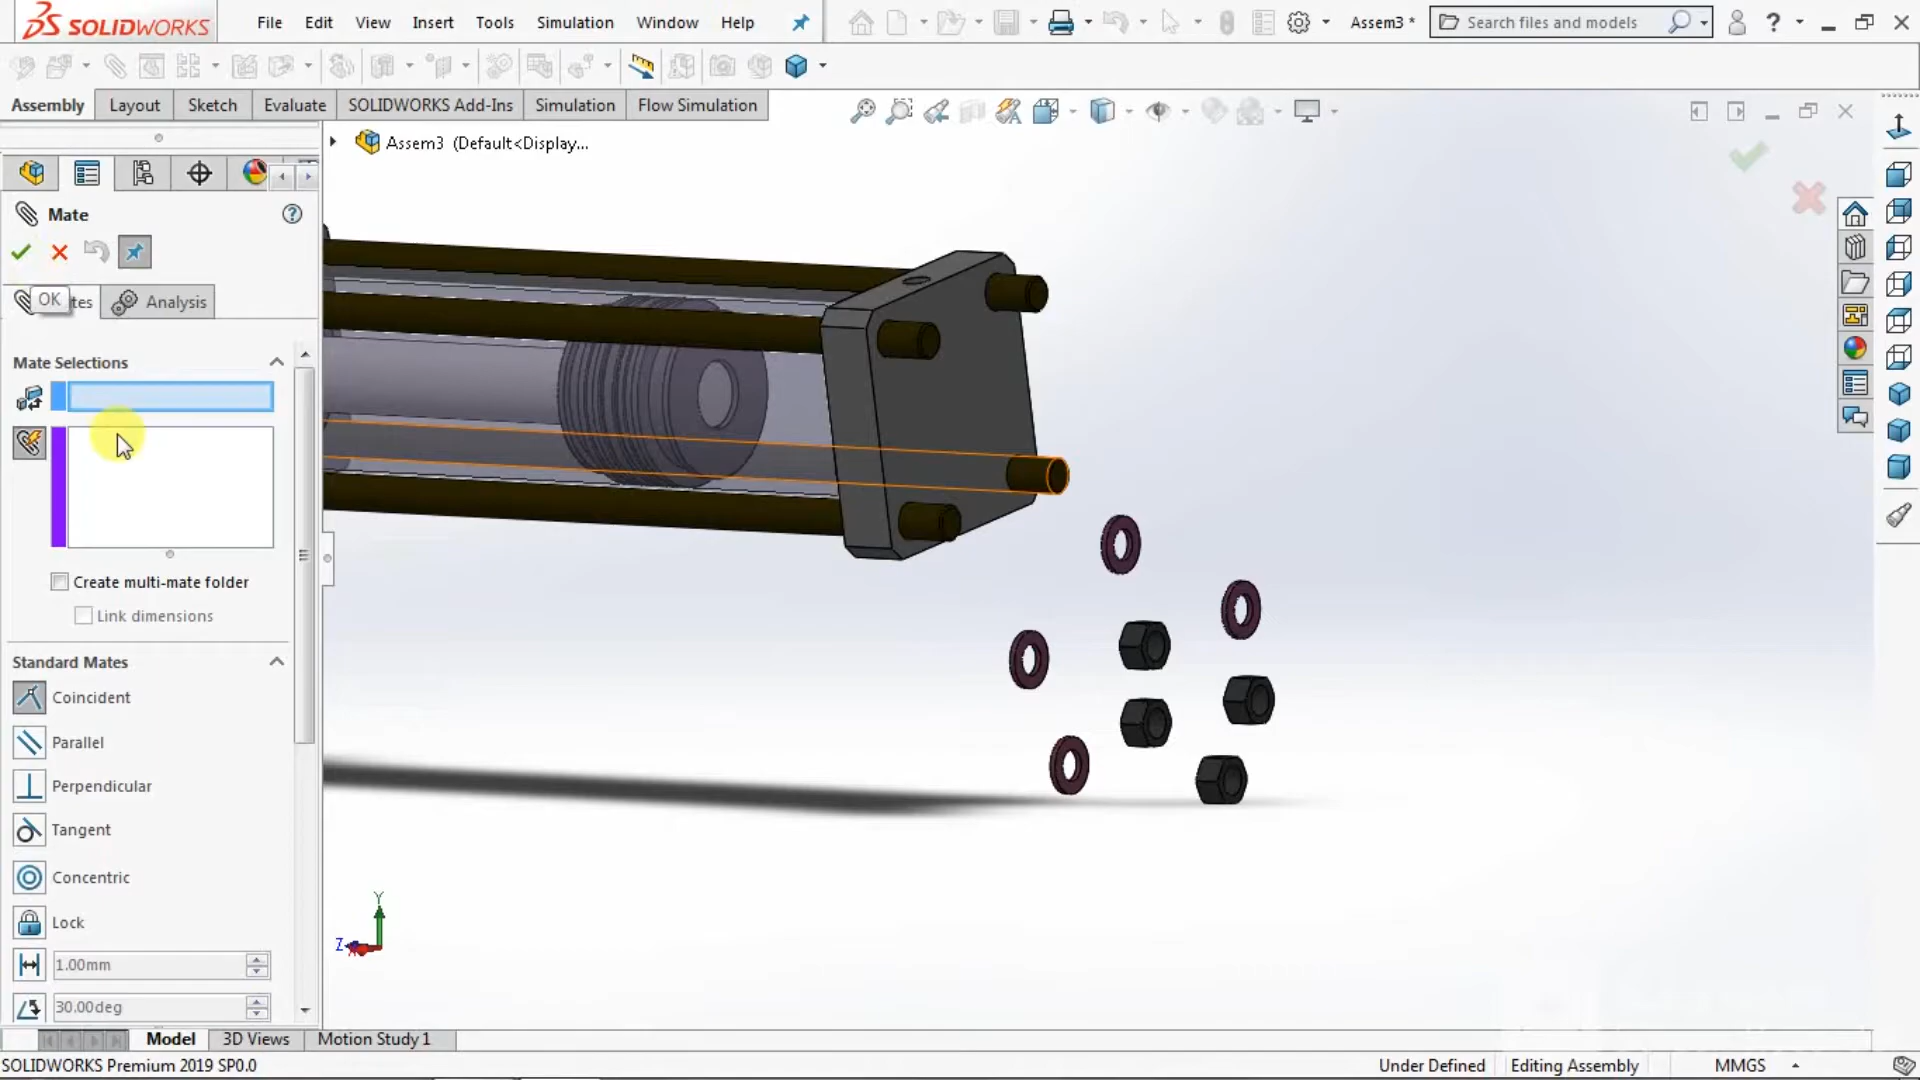 SOLIDWORKS
File Edit View Insert Tools Simulation Window Help
Assem3 *
Search files and models
Assembly Layout Sketch Evaluate SOLIDWORKS Add-Ins Simulation Flow Simulation
Assem3 (Default<Display...
Mate
OK
tes
Analysis
Mate Selections
Create multi-mate folder
Link dimensions
Standard Mates
Coincident
Parallel
Perpendicular
Tangent
Concentric
Lock
1.00mm
30.00deg
Y
Z
Model 3D Views Motion Study 1
SOLIDWORKS Premium 2019 SP0.0
Under Defined Editing Assembly MMGS